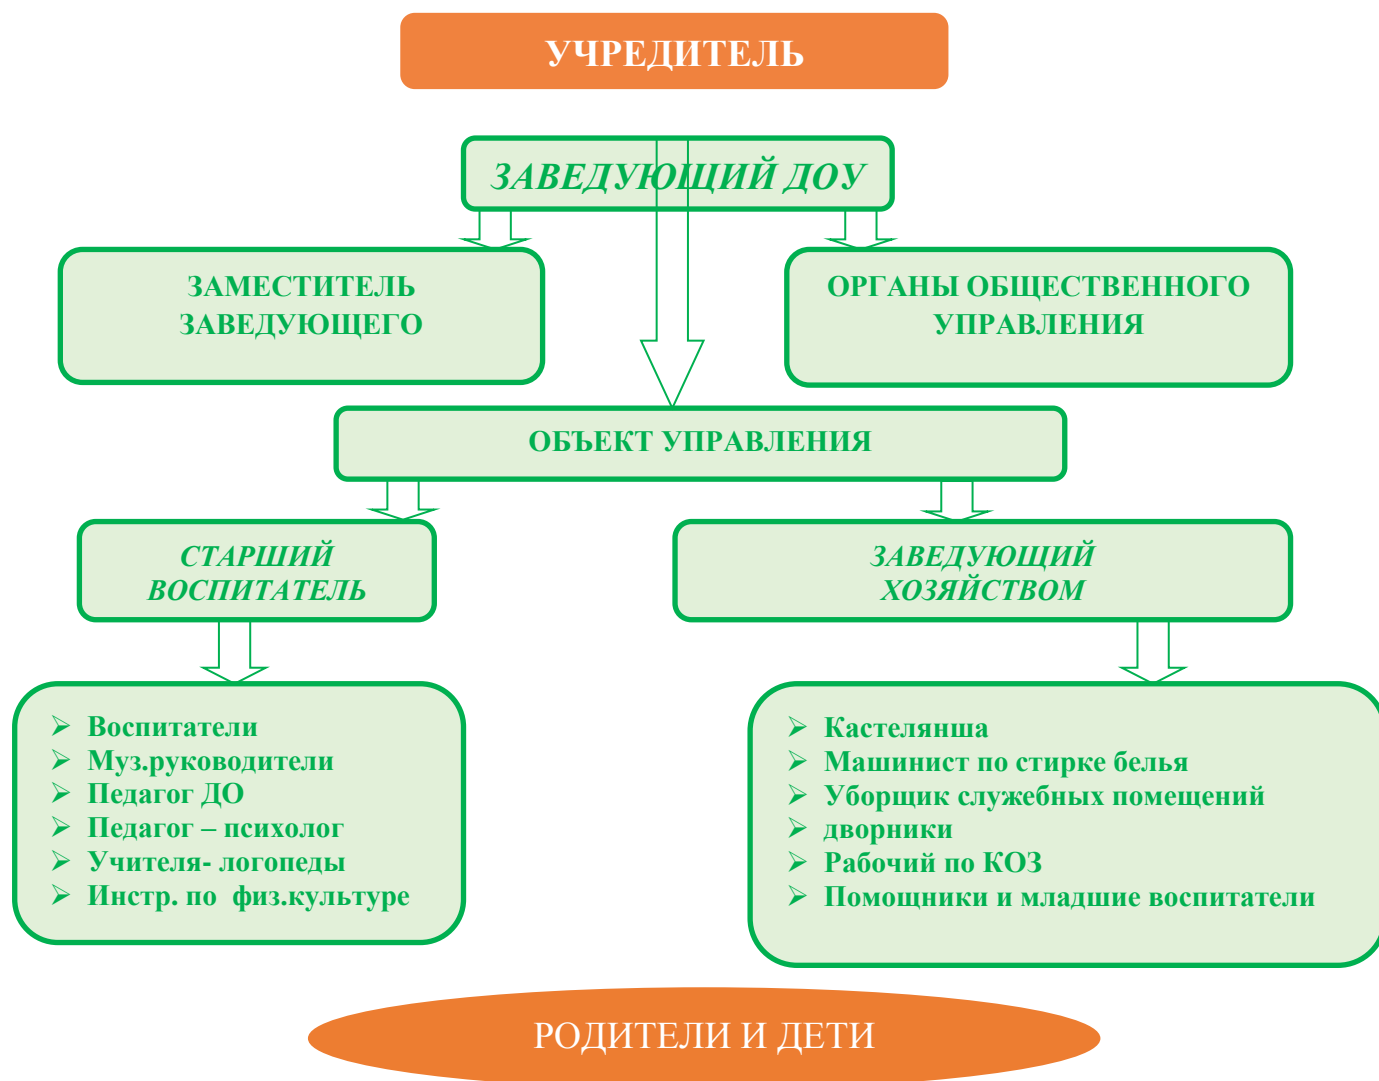 УЧРЕДИТЕЛЬ
ЗАВЕДУЮЩИЙ ДОУ
ЗАМЕСТИТЕЛЬ
ЗАВЕДУЮЩЕГО
ОРГАНЫ ОБЩЕСТВЕННОГО
УПРАВЛЕНИЯ
ОБЪЕКТ УПРАВЛЕНИЯ
СТАРШИЙ
ВОСПИТАТЕЛЬ
ЗАВЕДУЮЩИЙ
ХОЗЯЙСТВОМ
Воспитатели
Муз.руководители
Педагог ДО
Педагог – психолог
Учителя- логопеды
Инстр. по физ.культуре
Кастелянша
Машинист по стирке белья
Уборщик служебных помещений
дворники
Рабочий по КОЗ
Помощники и младшие воспитатели
РОДИТЕЛИ И ДЕТИ